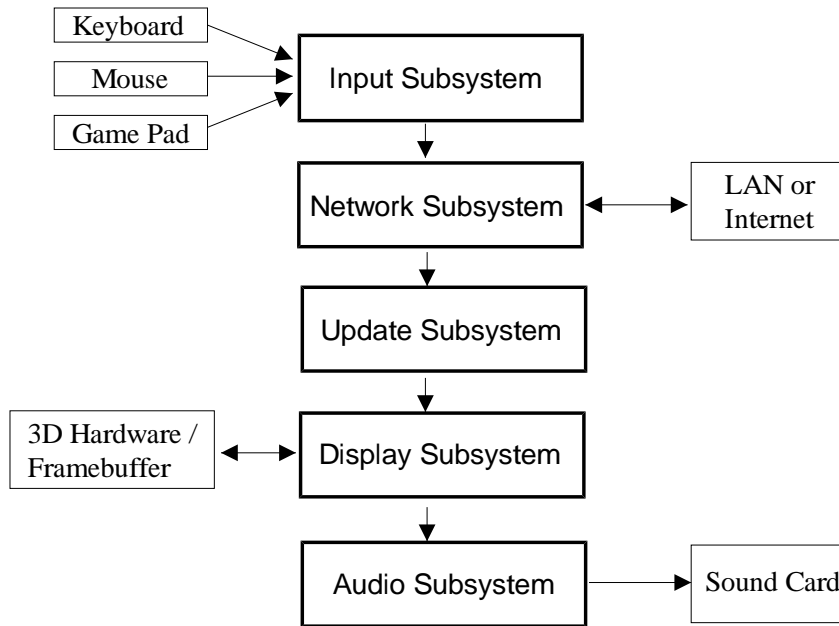 Keyboard
Mouse
Game Pad
Input Subsystem
Network Subsystem
LAN or
Internet
Update Subsystem
3D Hardware /
Framebuffer
Display Subsystem
Audio Subsystem
Sound Card